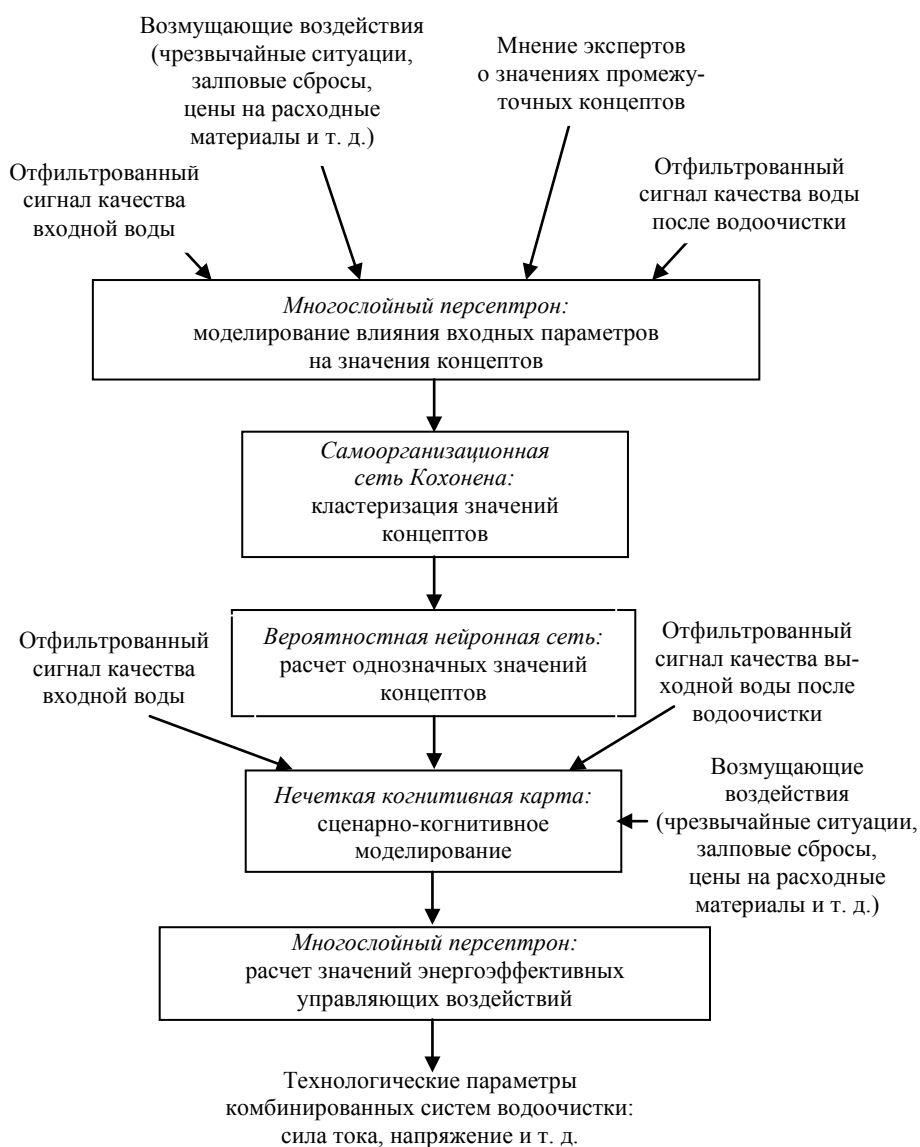 Возмущающие воздействия
(чрезвычайные ситуации,
залповые сбросы,
цены на расходные
материалы и т. д.)
Мнение экспертов
о значениях промежу-
точных концептов
Отфильтрованный
сигнал качества
входной воды
Отфильтрованный
сигнал качества воды
после водоочистки
Многослойный персептрон:
моделирование влияния входных параметров
на значения концептов
Самоорганизационная
сеть Кохонена:
кластеризация значений
концептов
Вероятностная нейронная сеть:
расчет однозначных значений
концептов
Отфильтрованный
сигнал качества
входной воды
Отфильтрованный
сигнал качества вы-
ходной воды после
водоочистки
Нечеткая когнитивная карта:
сценарно-когнитивное
моделирование
Возмущающие
воздействия
(чрезвычайные ситуации,
залповые сбросы,
цены на расходные
материалы и т. д.)
Многослойный персептрон:
расчет значений энергоэффективных
управляющих воздействий
Технологические параметры
комбинированных систем водоочистки:
сила тока, напряжение и т. д.